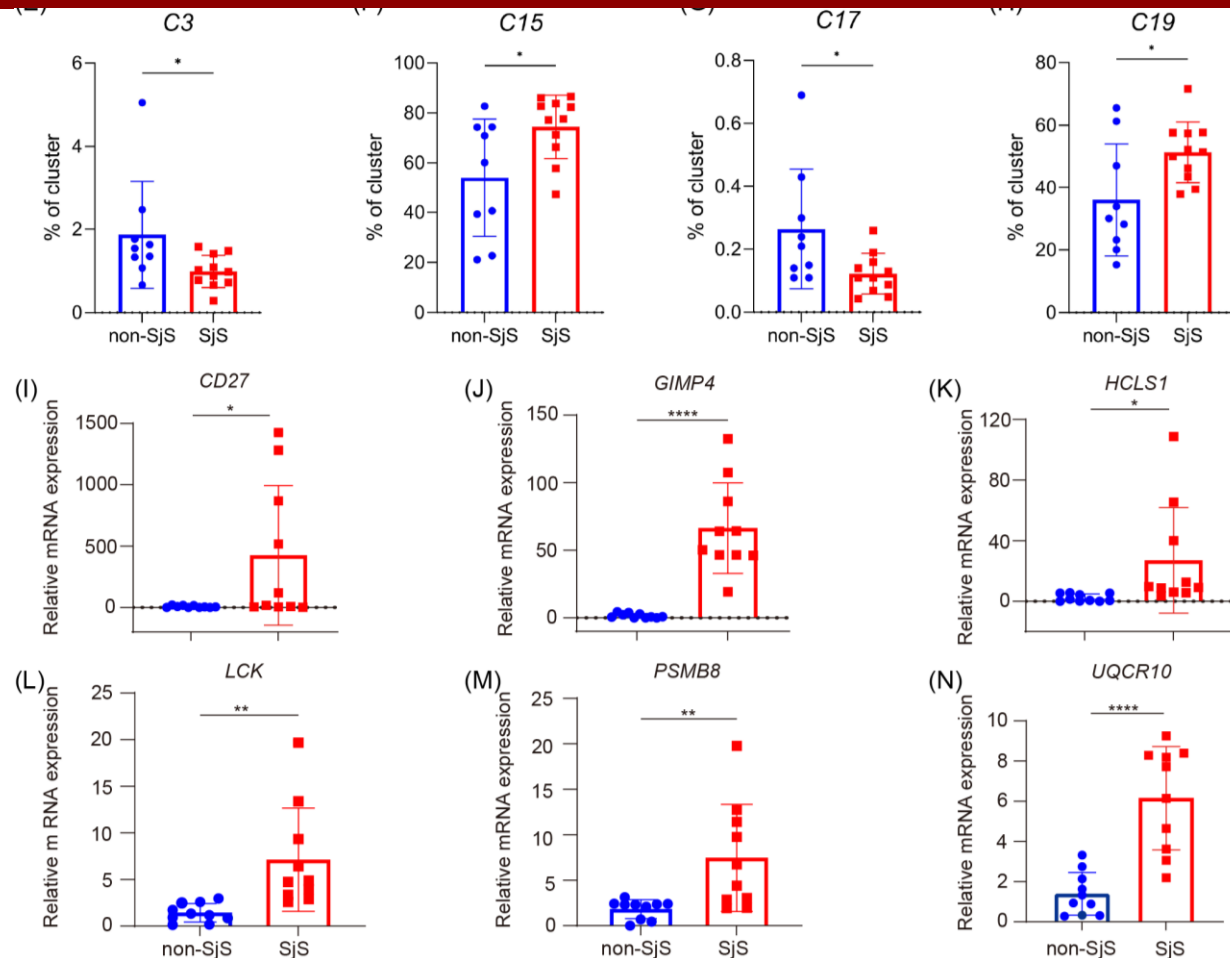 C3
C15
C17
C19
*
*
*
*
% of cluster
6
4
2
0
non-SjS
SjS
% of cluster
100
80
60
40
20
0
non-SjS
SjS
% of cluster
0.8
0.6
0.4
0.2
0.0
non-SjS
SjS
% of cluster
80
60
40
20
0
non-SjS
SjS
(I)
CD27
*
Relative mRNA expression
1500
1000
500
0
(J)
GIMP4
****
Relative mRNA expression
150
100
50
0
(K)
HCLS1
*
Relative mRNA expression
120
80
40
0
(L)
LCK
**
Relative m RNA expression
25
20
15
10
5
0
non-SjS
SjS
(M)
PSMB8
**
Relative mRNA expression
25
20
15
10
5
0
non-SjS
SjS
(N)
UQCR10
****
Relative mRNA expression
10
8
6
4
2
0
non-SjS
SjS